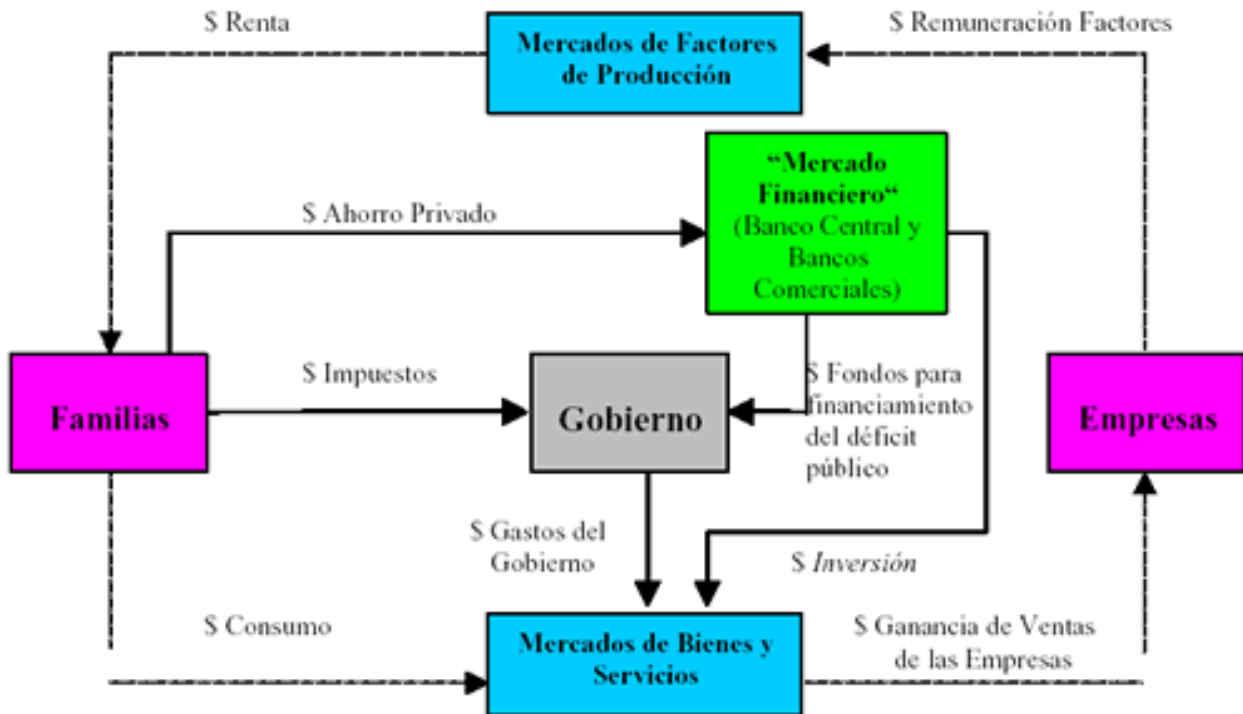 $ Renta
Mercados de Factores
de Producción
$ Remuneración Factores
“Mercado
Financiero“
(Banco Central y
Bancos
Comerciales)
$ Ahorro Privado
Familias
$ Impuestos
Gobierno
$ Fondos para
financiamiento
del déficit
público
Empresas
$ Gastos del
Gobierno
$ Inversión
$ Consumo
Mercados de Bienes y
Servicios
$ Ganancia de Ventas
de las Empresas